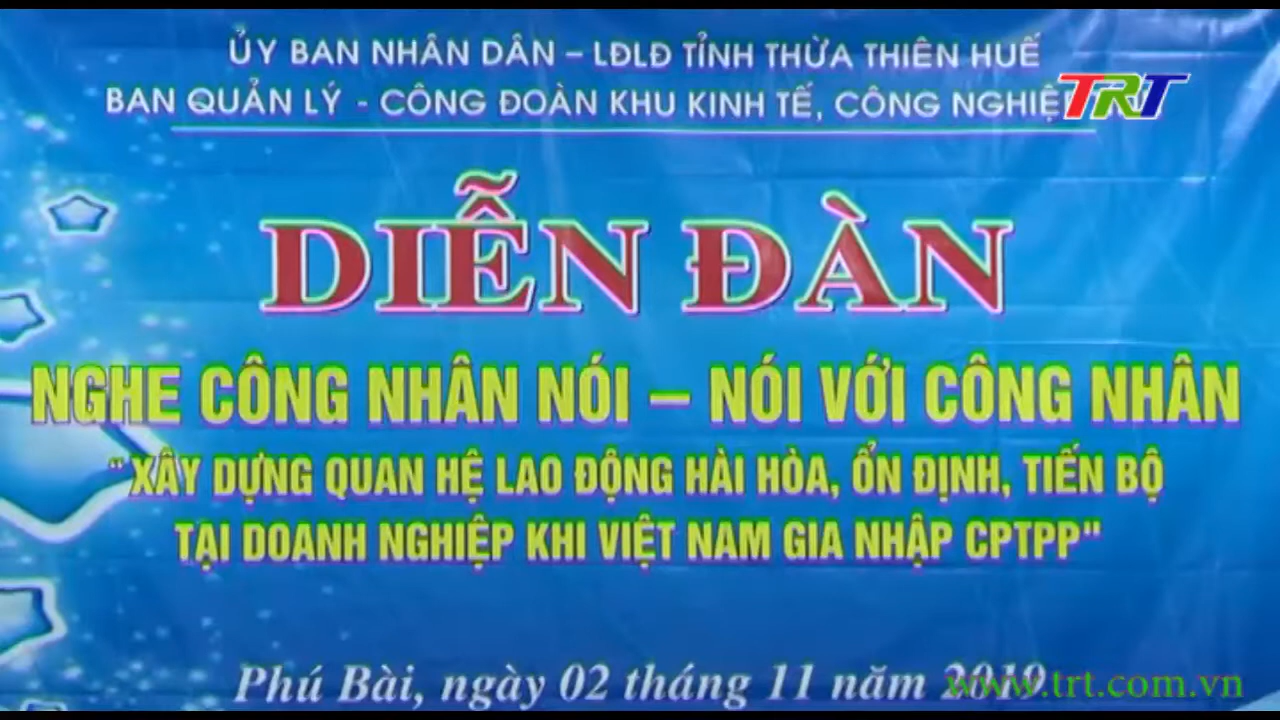 ỦY BAN NHÂN DÂN – LĐLĐ TỈNH THỪA THIÊN HUẾ
BAN QUẢN LÝ - CÔNG ĐOÀN KHU KINH TẾ, CÔNG NGHIỆP
TRT
DIỄN ĐÀN
NGHE CÔNG NHÂN NÓI – NÓI VỚI CÔNG NHÂN
"XÂY DỰNG QUAN HỆ LAO ĐỘNG HÀI HÒA, ỔN ĐỊNH, TIẾN BỘ
TẠI DOANH NGHIỆP KHI VIỆT NAM GIA NHẬP CPTPP"
Phú Bài, ngày 02 tháng 11 năm 2019
www.trt.com.vn